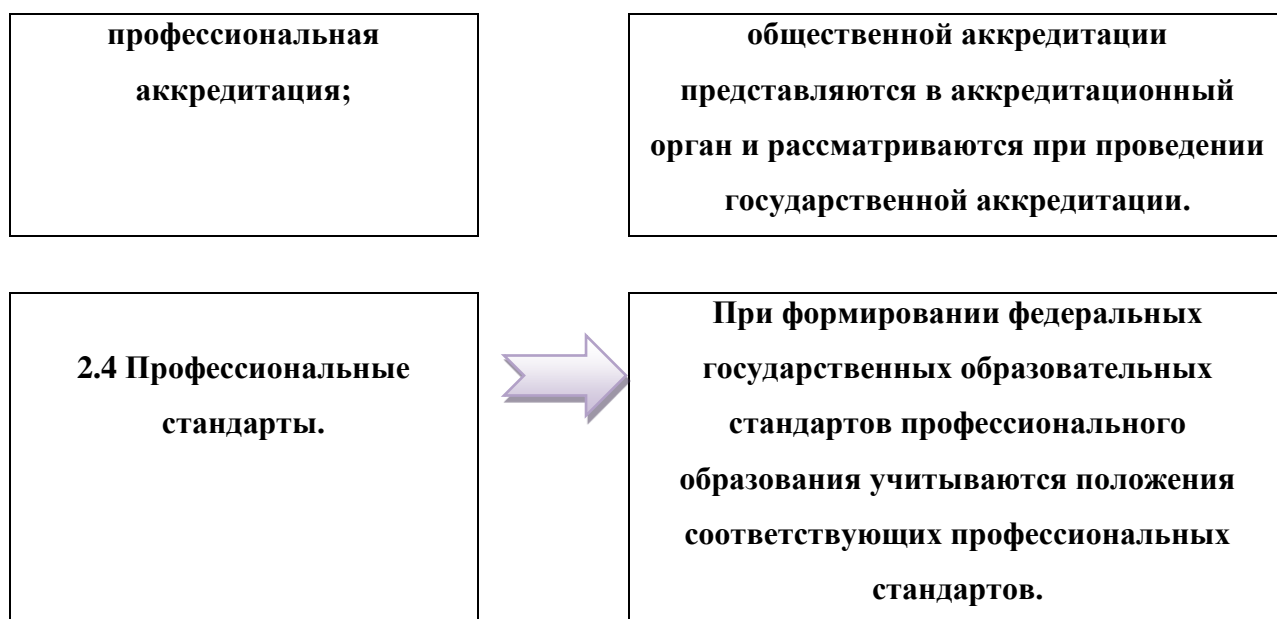 профессиональная
аккредитация;
общественной аккредитации
представляются в аккредитационный
орган и рассматриваются при проведении
государственной аккредитации.
2.4 Профессиональные
стандарты.
При формировании федеральных
государственных образовательных
стандартов профессионального
образования учитываются положения
соответствующих профессиональных
стандартов.